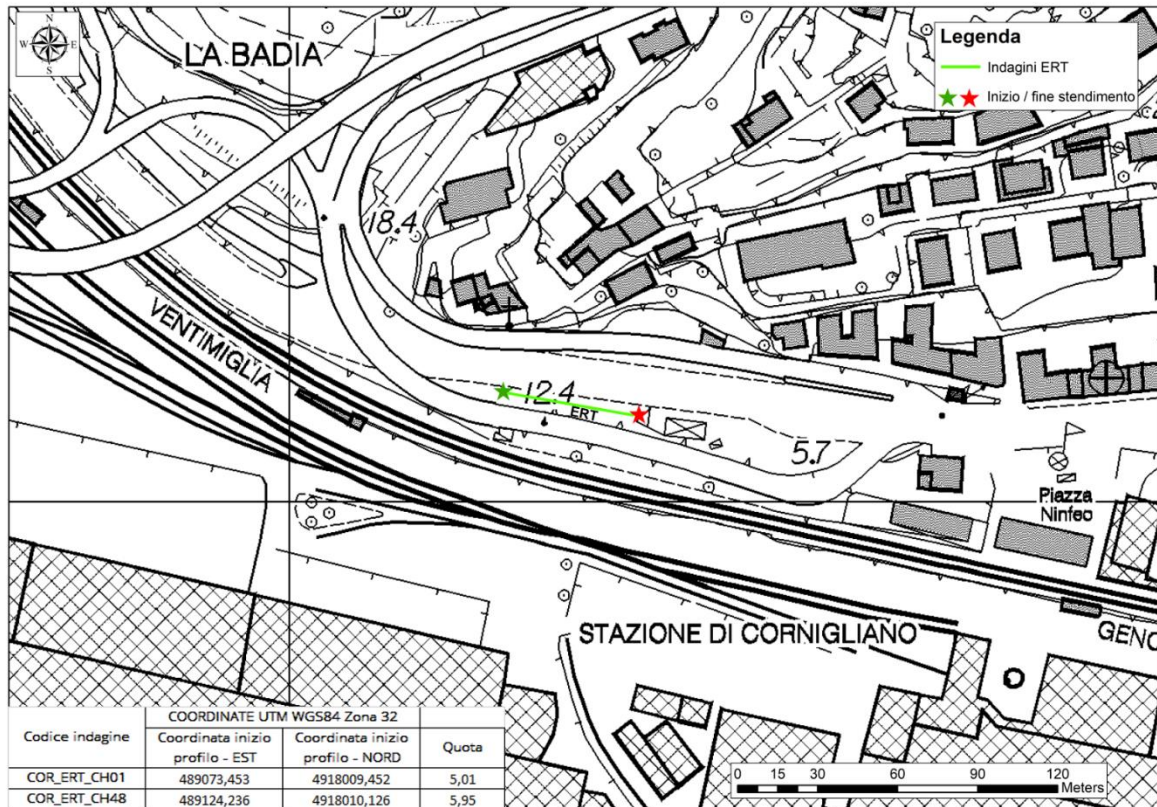 N
W
E
S
LA BADIA
Legenda
Indagini ERT
Inizio / fine stendimento
18.4
VENTIMIGLIA
12.4
ERT
5.7
Piazza
Ninfeo
STAZIONE DI CORNIGLIANO
GENO
COORDINATE UTM WGS84 Zona 32
Codice indagine
Coordinata inizio profilo - EST
Coordinata inizio profilo - NORD
Quota
COR_ERT_CH01 489073,453 4918009,452 5,01
COR_ERT_CH48 489124,236 4918010,126 5,95
0 15 30 60 90 120
Meters